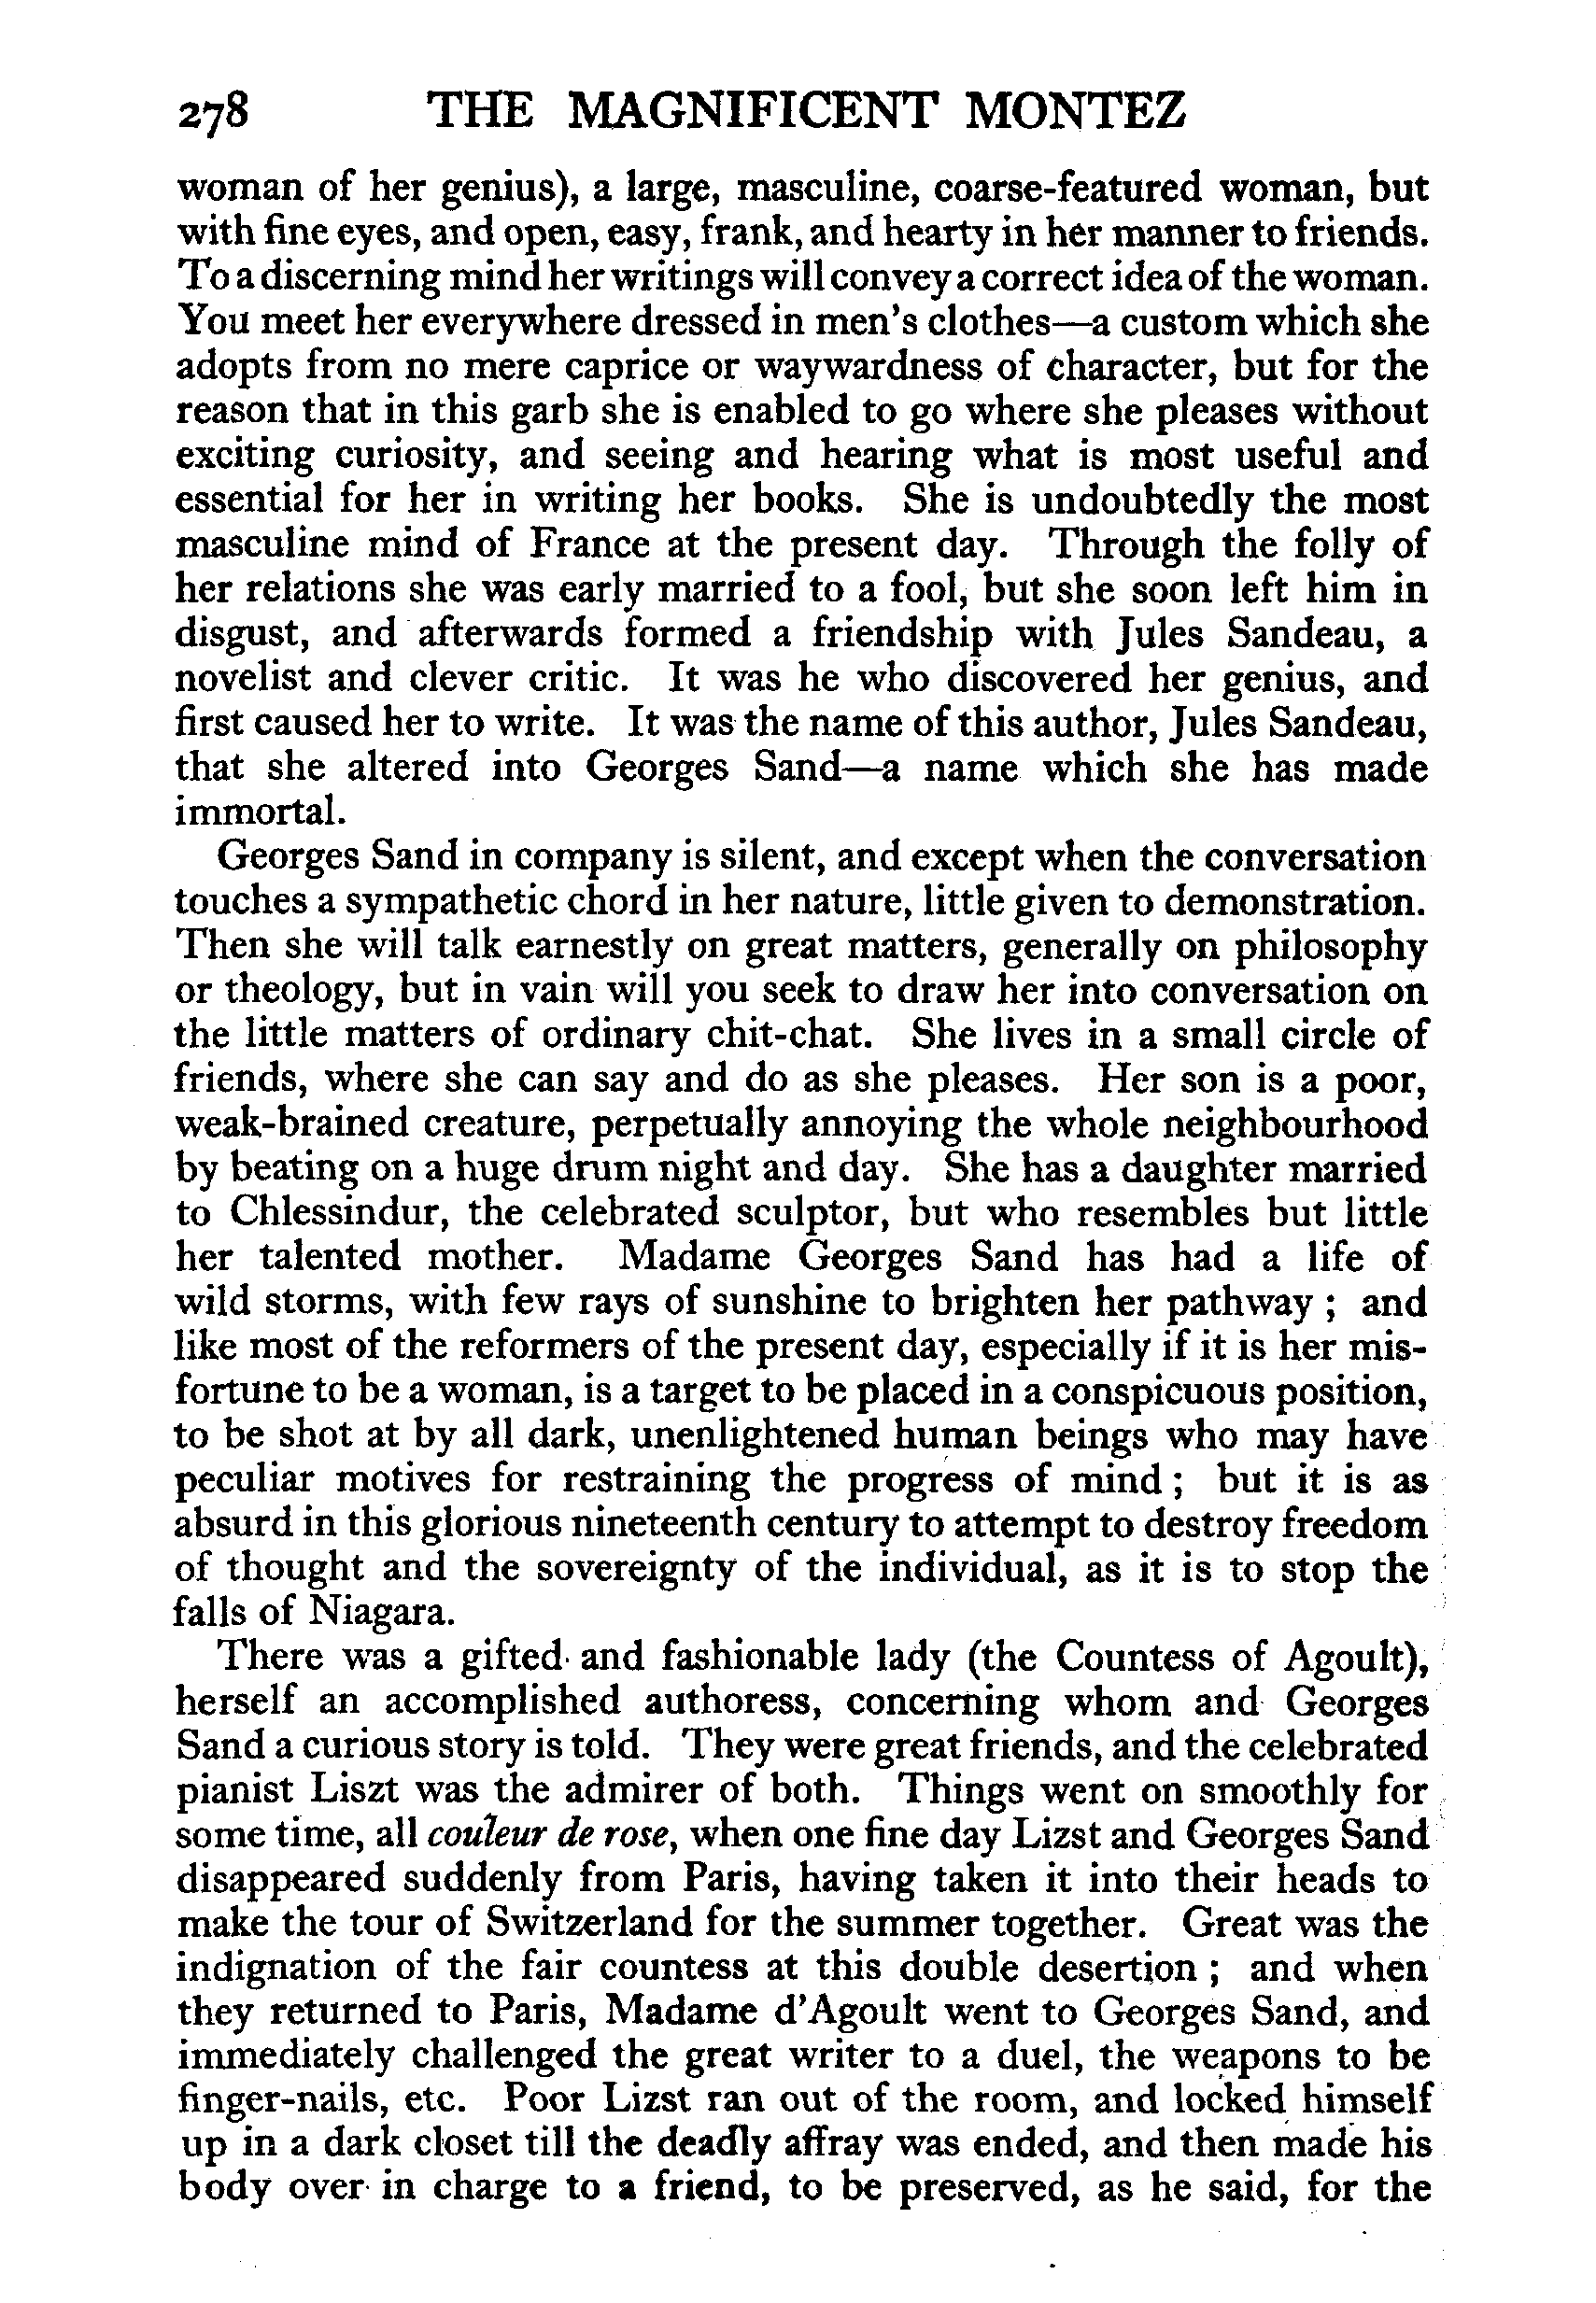 278 THE MAGNIFICENT MONTEZ
woman of her genius), a large, masculine, coarse-featured woman, but
with fine eyes, and open, easy, frank, and hearty in her manner to friends.
To a discerning mind her writings will convey a correct idea of the woman.
You meet her everywhere dressed in men's clothes—a custom which she
adopts from no mere caprice or waywardness of character, but for the
reason that in this garb she is enabled to go where she pleases without
exciting curiosity, and seeing and hearing what is most useful and
essential for her in writing her books. She is undoubtedly the most
masculine mind of France at the present day. Through the folly of
her relations she was early married to a fool, but she soon left him in
disgust, and afterwards formed a friendship with Jules Sandeau, a
novelist and clever critic. It was he who discovered her genius, and
first caused her to write. It was the name of this author, Jules Sandeau,
that she altered into Georges Sand—a name which she has made
immortal.
Georges Sand in company is silent, and except when the conversation
touches a sympathetic chord in her nature, little given to demonstration.
Then she will talk earnestly on great matters, generally on philosophy
or theology, but in vain will you seek to draw her into conversation on
the little matters of ordinary chit-chat. She lives in a small circle of
friends, where she can say and do as she pleases. Her son is a poor,
weak-brained creature, perpetually annoying the whole neighbourhood
by beating on a huge drum night and day. She has a daughter married
to Chlessindur, the celebrated sculptor, but who resembles but little
her talented mother. Madame Georges Sand has had a life of
wild storms, with few rays of sunshine to brighten her pathway ; and
like most of the reformers of the present day, especially if it is her mis-
fortune to be a woman, is a target to be placed in a conspicuous position,
to be shot at by all dark, unenlightened human beings who may have
peculiar motives for restraining the progress of mind ; but it is as
absurd in this glorious nineteenth century to attempt to destroy freedom
of thought and the sovereignty of the individual, as it is to stop the
falls of Niagara.
There was a gifted and fashionable lady (the Countess of Agoult),
herself an accomplished authoress, concerning whom and Georges
Sand a curious story is told. They were great friends, and the celebrated
pianist Liszt was the admirer of both. Things went on smoothly for
some time, all couleur de rose, when one fine day Lizst and Georges Sand
disappeared suddenly from Paris, having taken it into their heads to
make the tour of Switzerland for the summer together. Great was the
indignation of the fair countess at this double desertion ; and when
they returned to Paris, Madame d'Agoult went to Georges Sand, and
immediately challenged the great writer to a duel, the weapons to be
finger-nails, etc. Poor Lizst ran out of the room, and locked himself
up in a dark closet till the deadly affray was ended, and then made his
body over in charge to a friend, to be preserved, as he said, for the